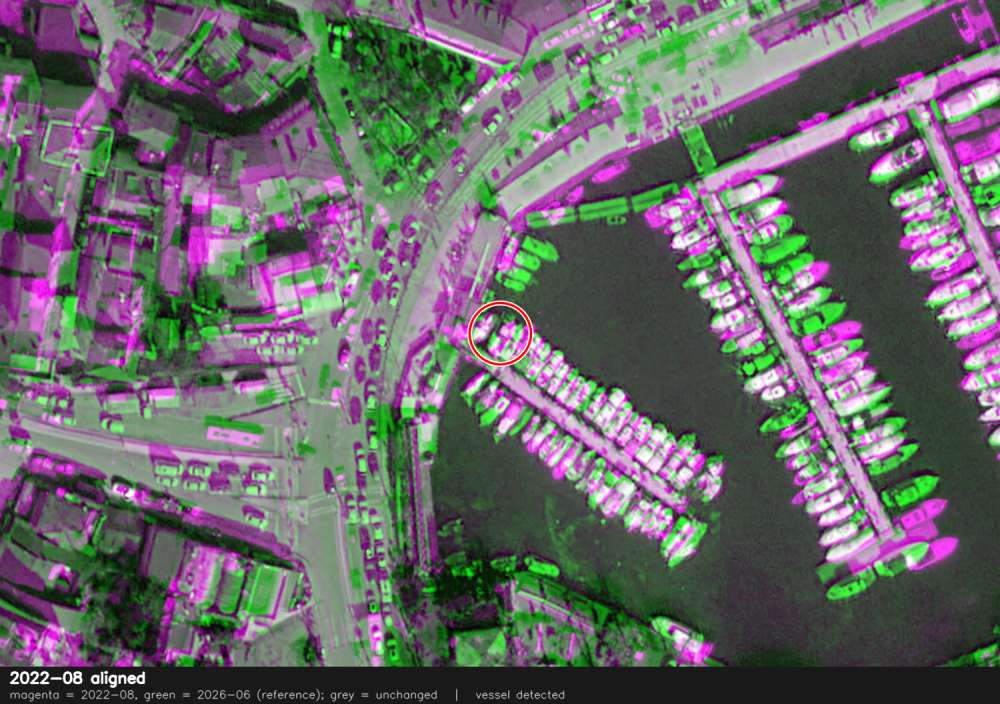 2022-08 aligned
magenta = 2022-08, green = 2026-06 (reference); grey = unchanged | vessel detected